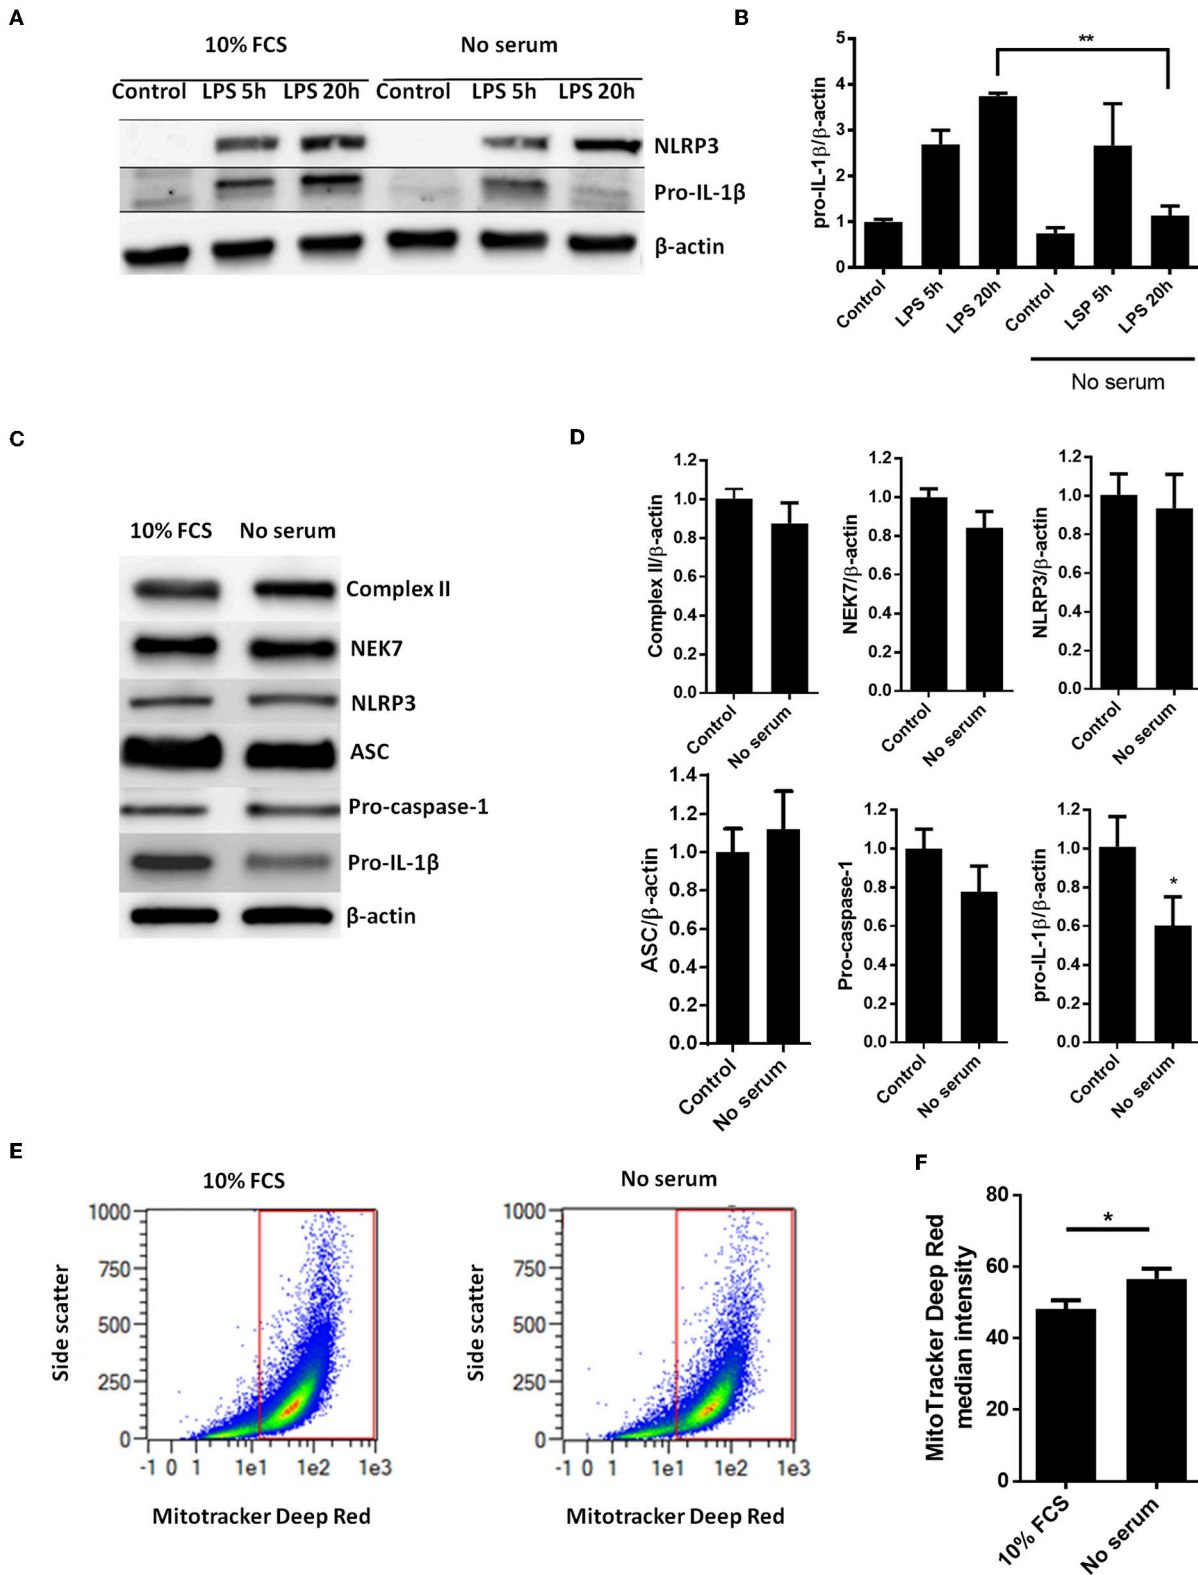 A
10% FCS No serum
Control LPS 5h LPS 20h Control LPS 5h LPS 20h
NLRP3
Pro-IL-1β
β-actin
B
pro-IL-1β/β-actin
5
4
3
2
1
0
**
Control LPS 5h LPS 20h Control LSP 5h LPS 20h
No serum
C
10% FCS No serum
Complex II
NEK7
NLRP3
ASC
Pro-caspase-1
Pro-IL-1β
β-actin
D
Complex II/β-actin
1.2
1.0
0.8
0.6
0.4
0.2
0.0
Control No serum
NEK7/β-actin
1.2
1.0
0.8
0.6
0.4
0.2
0.0
Control No serum
NLRP3/β-actin
1.2
1.0
0.8
0.6
0.4
0.2
0.0
Control No serum
ASC/β-actin
1.4
1.2
1.0
0.8
0.6
0.4
0.2
0.0
Control No serum
Pro-caspase-1
1.2
1.0
0.8
0.6
0.4
0.2
0.0
Control No serum
pro-IL-1β/β-actin
1.2
1.0
0.8
0.6
0.4
0.2
0.0
*
Control No serum
E
10% FCS
Side scatter
1000
750
500
250
0
-1 0 1 1e1 1e2 1e3
Mitotracker Deep Red
No serum
Side scatter
1000
750
500
250
0
-1 0 1 1e1 1e2 1e3
Mitotracker Deep Red
F
MitoTracker Deep Red
median intensity
80
60
40
20
0
*
10% FCS No serum